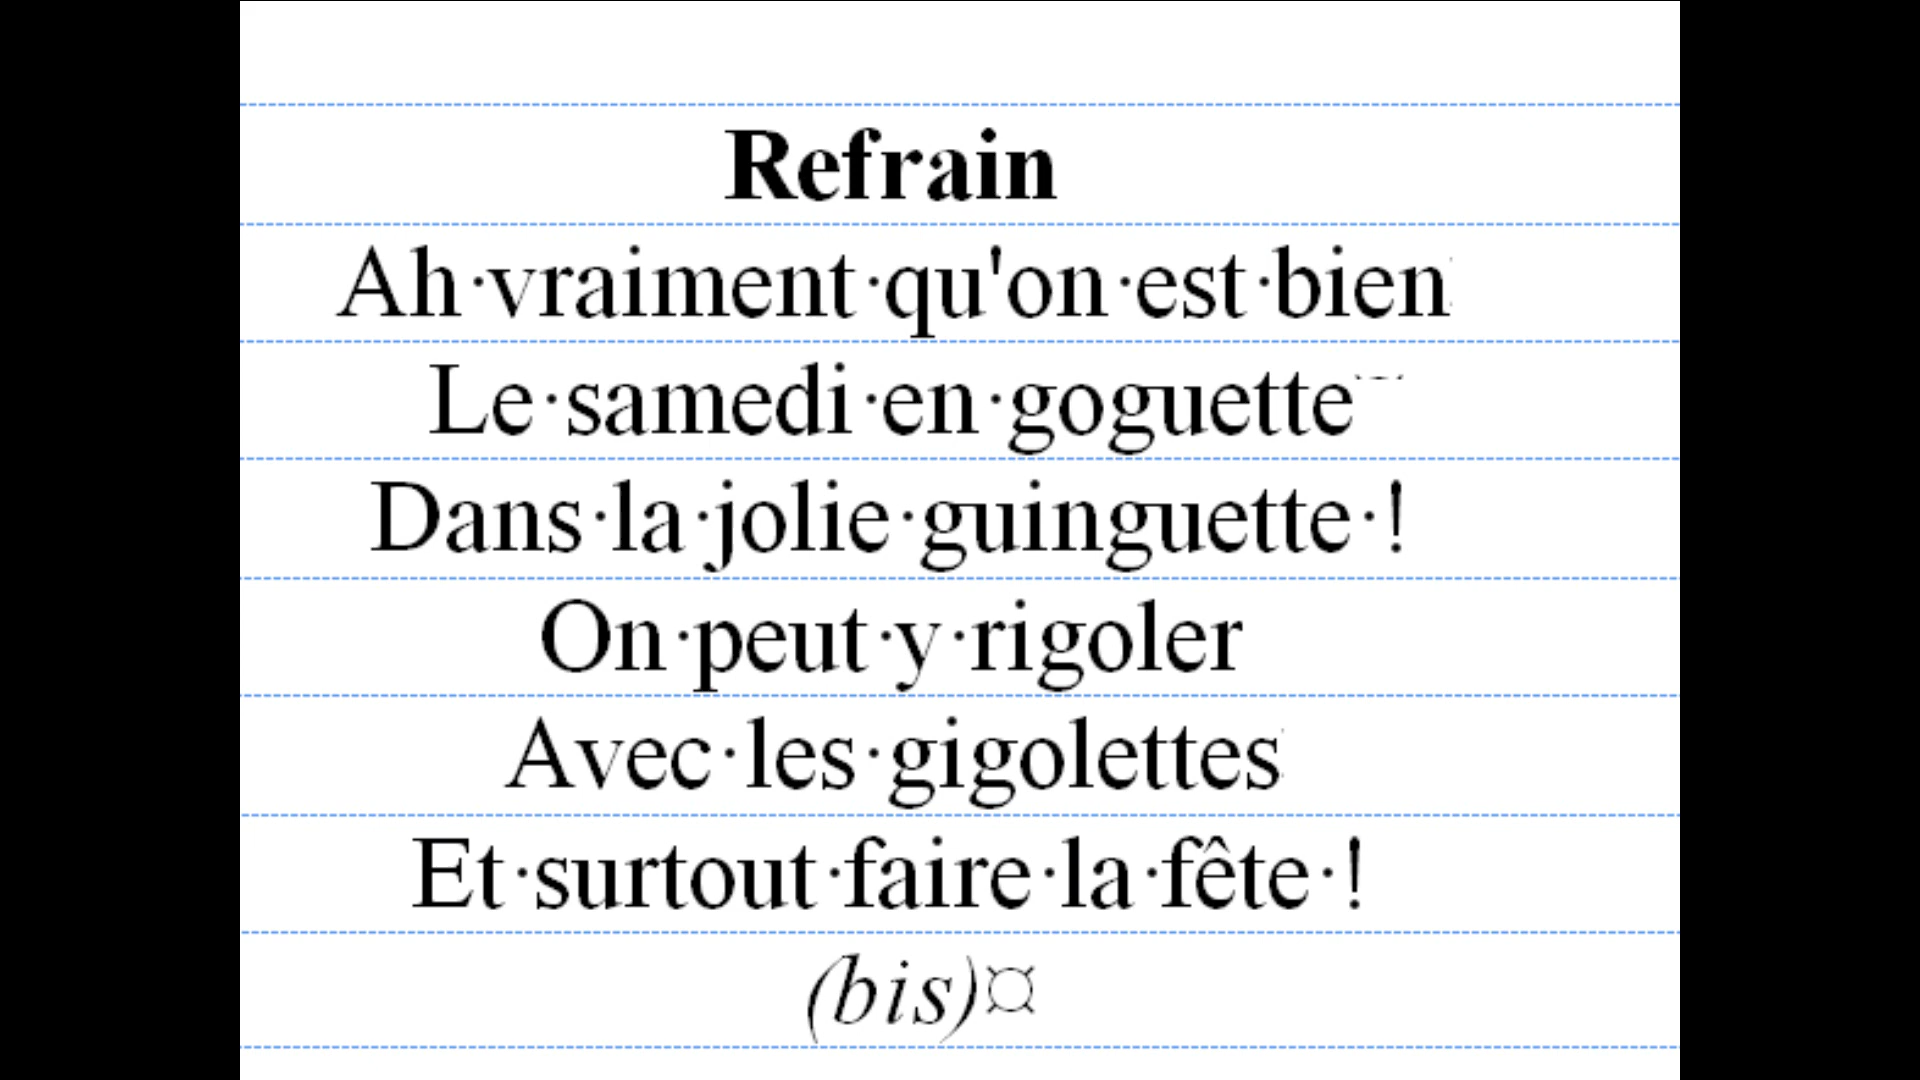 Refrain
Ah·vraiment·qu'on·est·bien
Le·samedi·en·goguette
Dans·la·jolie·guinguette·!
On·peut·y·rigoler
Avec·les·gigolettes
Et·surtout·faire·la·fête·!
(bis)¤